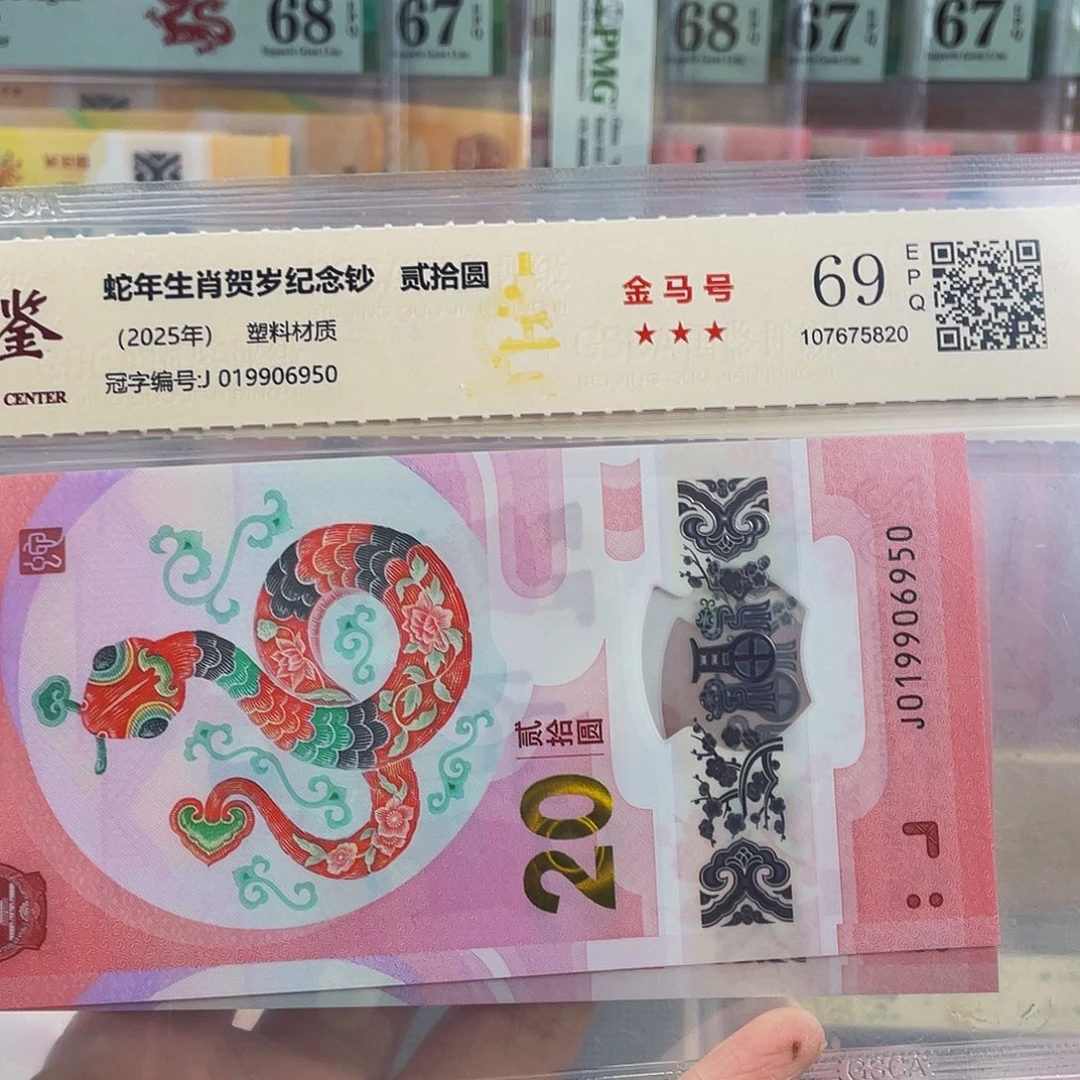 68
67
PMG
68
67
67
GSCA
鉴
CENTER
蛇年生肖贺岁纪念钞 贰拾圆
(2025年) 塑料材质
冠字编号:J 019906950
金马号
★★★
69
EPQ
107675820
贰拾圆
20
J019906950
GSCA